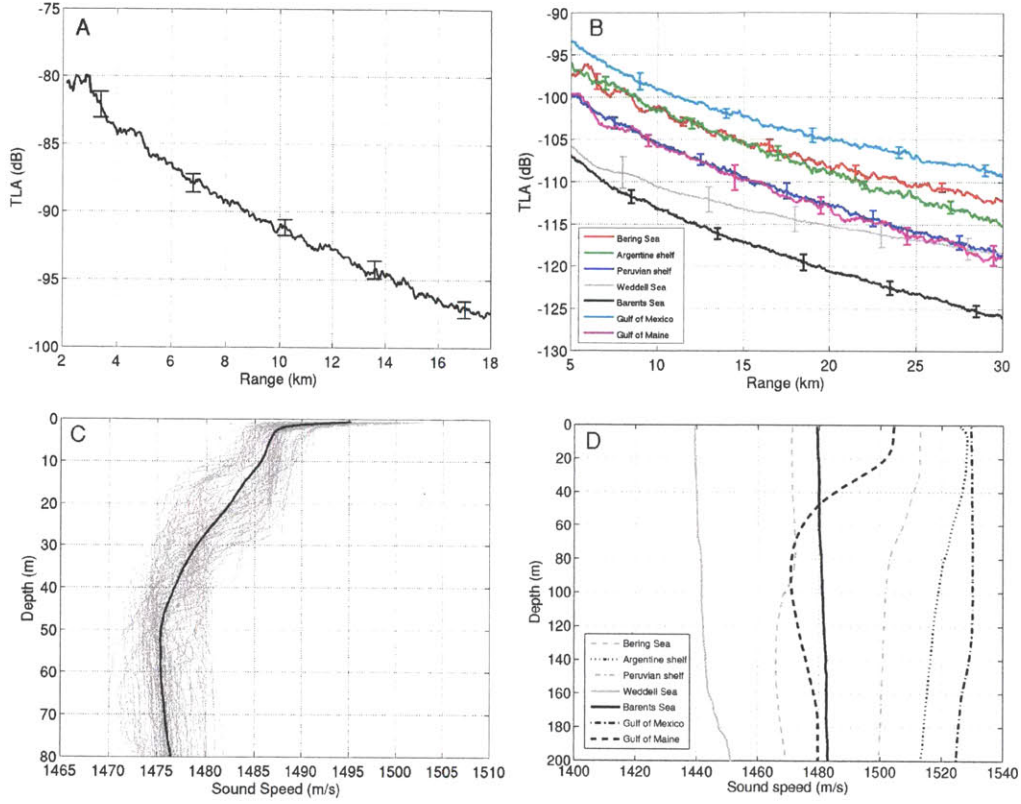 A
-75
-80
-85
-90
-95
-100
TLA (dB)
2 4 6 8 10 12 14 16 18
Range (km)
B
-90
-95
-100
-105
-110
-115
-120
-125
-130
TLA (dB)
Bering Sea
Argentine shelf
Peruvian shelf
Weddell Sea
Barents Sea
Gulf of Mexico
Gulf of Maine
5 10 15 20 25 30
Range (km)
C
0
10
20
30
40
50
60
70
80
Depth (m)
1465 1470 1475 1480 1485 1490 1495 1500 1505 1510
Sound Speed (m/s)
D
0
20
40
60
80
100
120
140
160
180
200
Depth (m)
Bering Sea
Argentine shelf
Peruvian shelf
Weddell Sea
Barents Sea
Gulf of Mexico
Gulf of Maine
1400 1420 1440 1460 1480 1500 1520 1540
Sound speed (m/s)